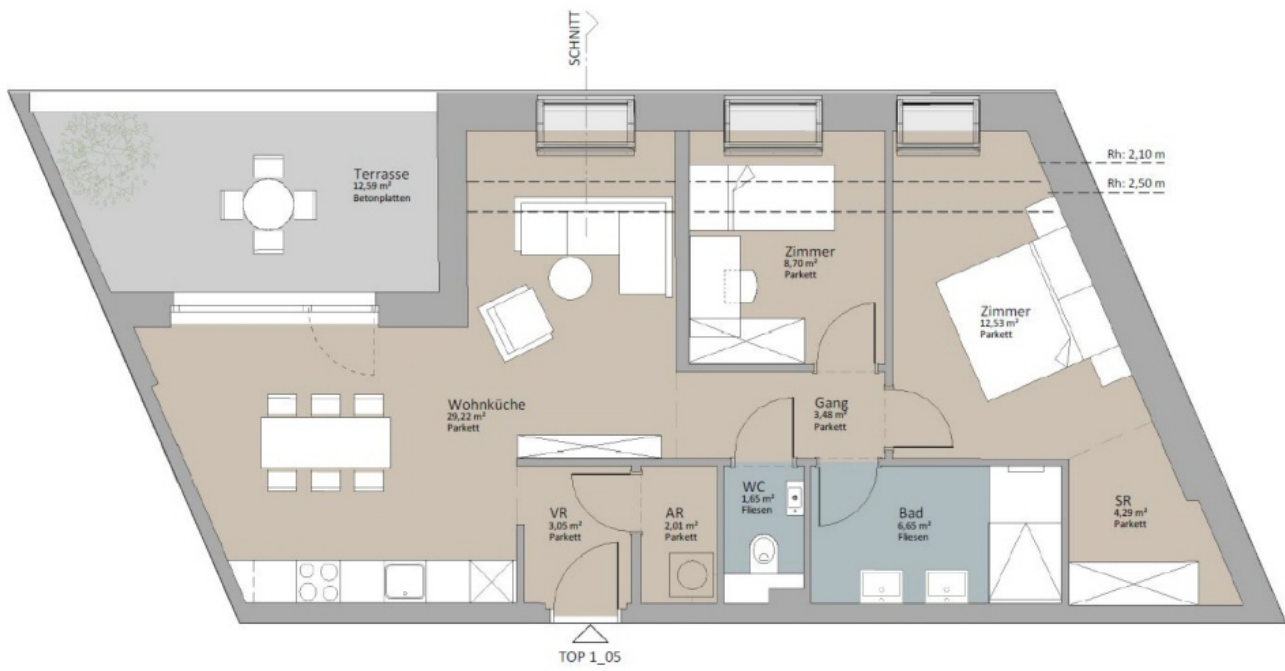 SCHNITT
Rh: 2,10 m
Rh: 2,50 m
Terrasse
12,59 m²
Betonplatten
Zimmer
8,70 m²
Parkett
Zimmer
12,53 m²
Parkett
Wohnküche
29,22 m²
Parkett
Gang
3,48 m²
Parkett
VR
3,05 m²
Parkett
AR
2,01 m²
Parkett
WC
1,65 m²
Fliesen
Bad
6,65 m²
Fliesen
SR
4,29 m²
Parkett
TOP 1_05